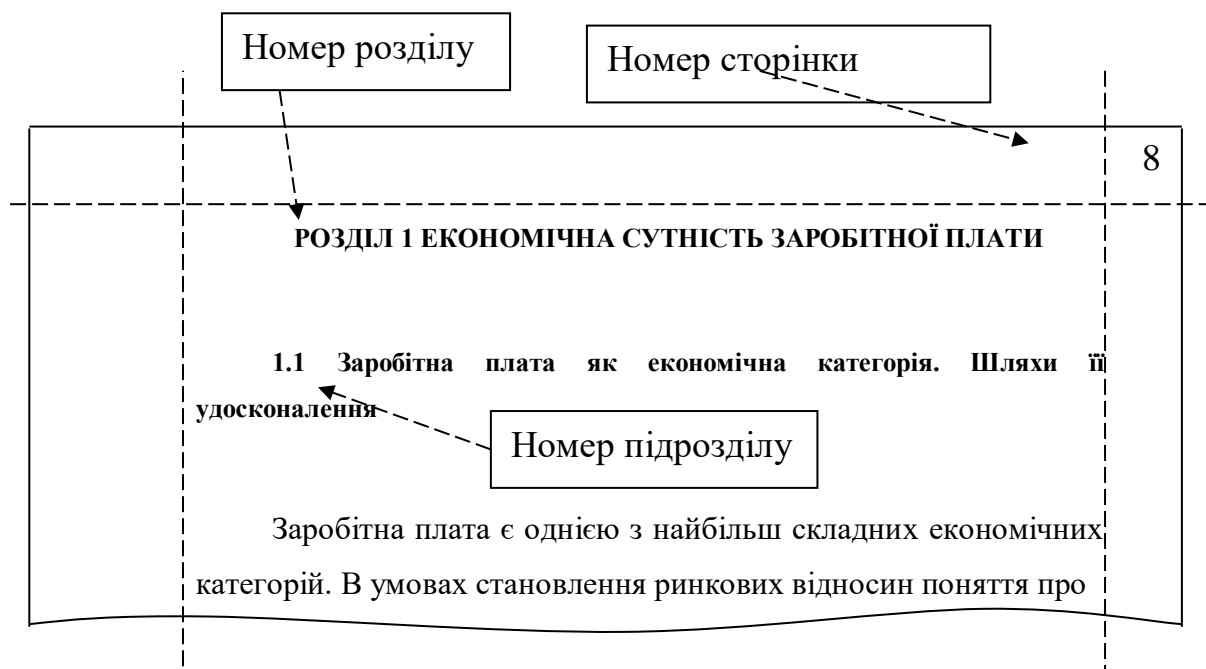 Номер розділу
Номер сторінки
8
РОЗДІЛ 1 ЕКОНОМІЧНА СУТНІСТЬ ЗАРОБІТНОЇ ПЛАТИ
1.1 Заробітна плата як економічна категорія. Шляхи її
удосконалення
Номер підрозділу
Заробітна плата є однією з найбільш складних економічних
категорій. В умовах становлення ринкових відносин поняття про